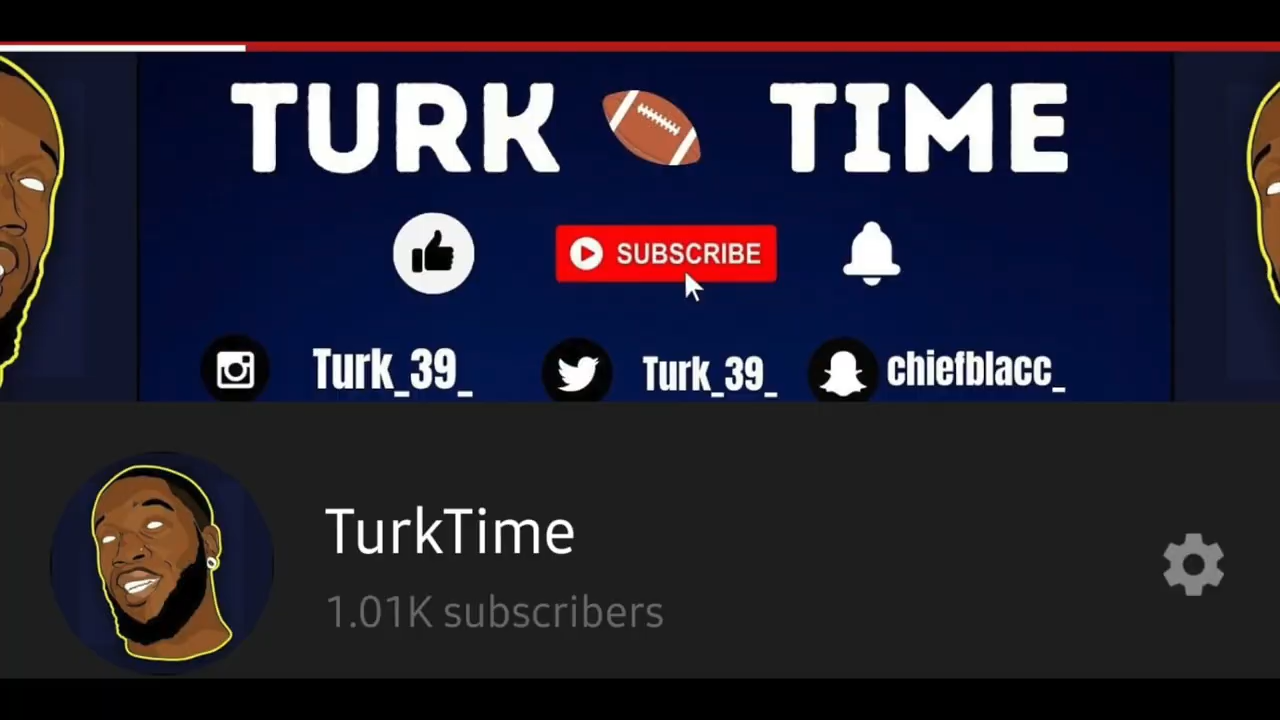 TURK TIME
SUBSCRIBE
Turk_39_ Turk_39_ chiefblacc_
TurkTime
1.01K subscribers